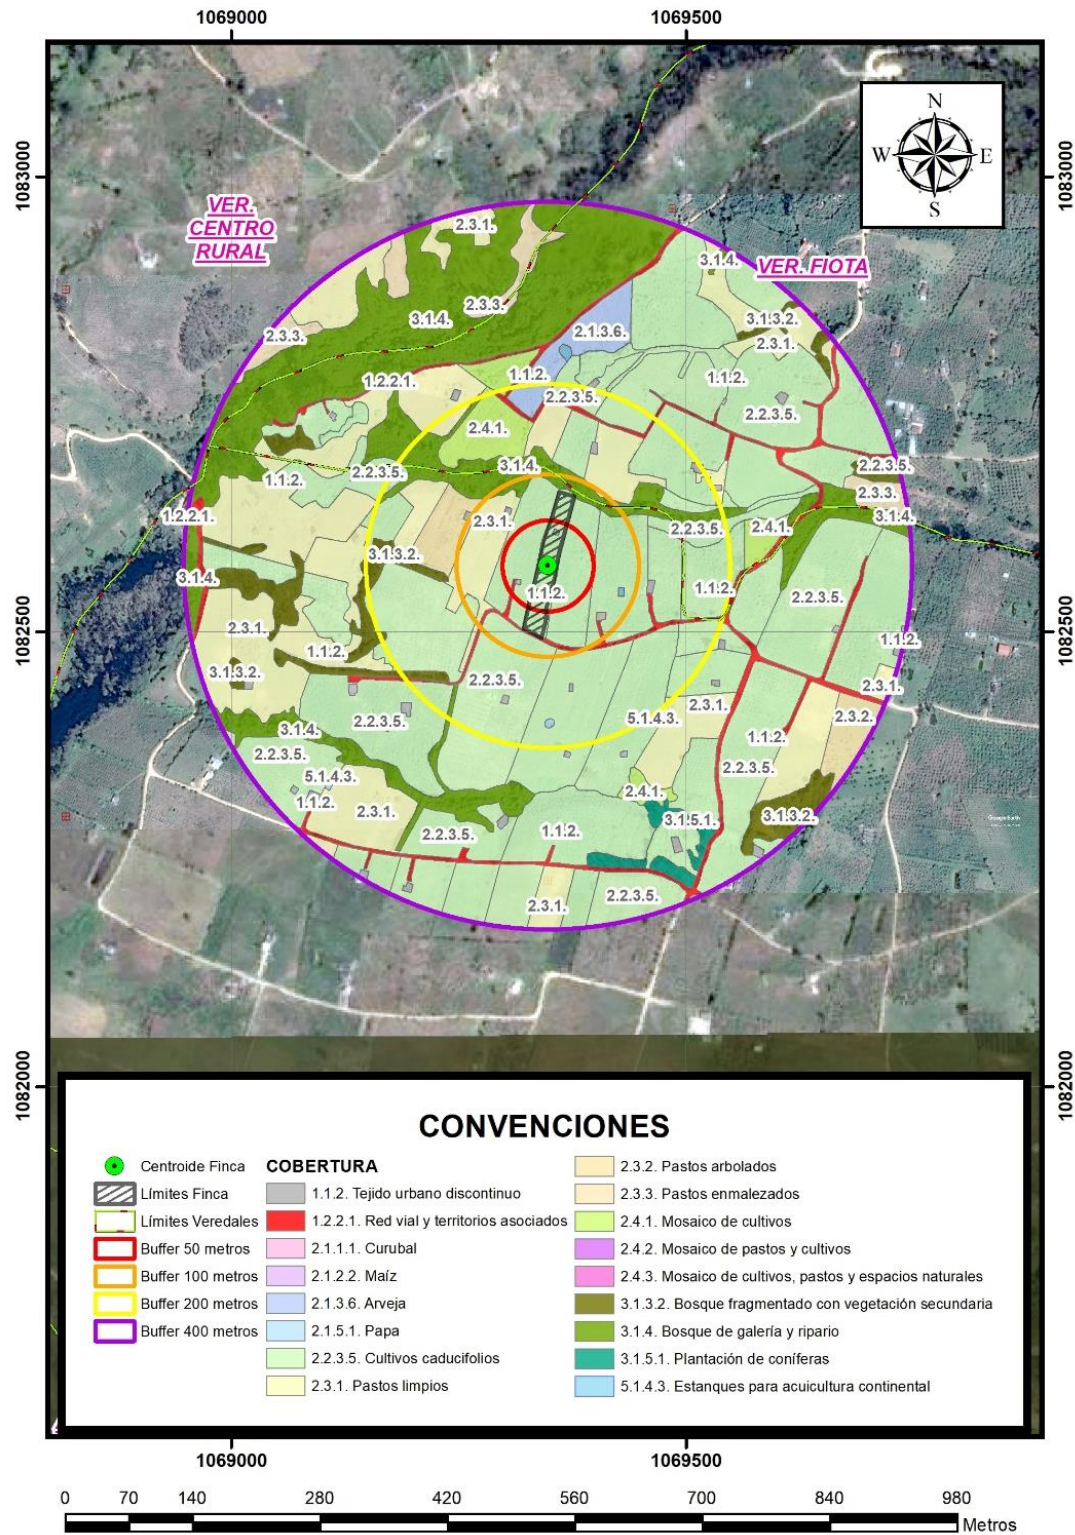 1069000
1069500
1083000
1083000
N
W
E
S
VER.
CENTRO
RURAL
2.3.1.
3.1.4.
VER. FIOTA
2.3.3.
3.1.4.
2.3.3.
2.1.3.6.
3.1.3.2.
2.3.1.
1.2.2.1.
1.1.2.
1.1.2.
2.2.3.5.
2.2.3.5.
2.4.1.
1.1.2.
2.2.3.5.
3.1.4.
2.2.3.5.
2.3.3.
1.2.2.1.
2.3.1.
2.2.3.5.
2.4.1.
3.1.4.
3.1.3.2.
3.1.4.
1.1.2.
1.1.2.
2.2.3.5.
2.3.1.
1082500
1082500
1.1.2.
1.1.2.
3.1.3.2.
2.2.3.5.
2.3.1.
2.2.3.5.
5.1.4.3.
2.3.1.
2.3.2.
3.1.4.
1.1.2.
2.2.3.5.
2.2.3.5.
5.1.4.3.
1.1.2.
2.3.1.
2.4.1.
3.1.5.1.
3.1.3.2.
Google Earth
2.2.3.5.
1.1.2.
2.3.1.
2.2.3.5.
1082000
1082000
CONVENCIONES
Centroide Finca
Límites Finca
Límites Veredales
Buffer 50 metros
Buffer 100 metros
Buffer 200 metros
Buffer 400 metros
COBERTURA
1.1.2. Tejido urbano discontinuo
1.2.2.1. Red vial y territorios asociados
2.1.1.1. Curubal
2.1.2.2. Maíz
2.1.3.6. Arveja
2.1.5.1. Papa
2.2.3.5. Cultivos caducifolios
2.3.1. Pastos limpios
2.3.2. Pastos arbolados
2.3.3. Pastos enmalezados
2.4.1. Mosaico de cultivos
2.4.2. Mosaico de pastos y cultivos
2.4.3. Mosaico de cultivos, pastos y espacios naturales
3.1.3.2. Bosque fragmentado con vegetación secundaria
3.1.4. Bosque de galería y ripario
3.1.5.1. Plantación de coníferas
5.1.4.3. Estanques para acuicultura continental
1069000
1069500
0 70 140 280 420 560 700 840 980
Metros